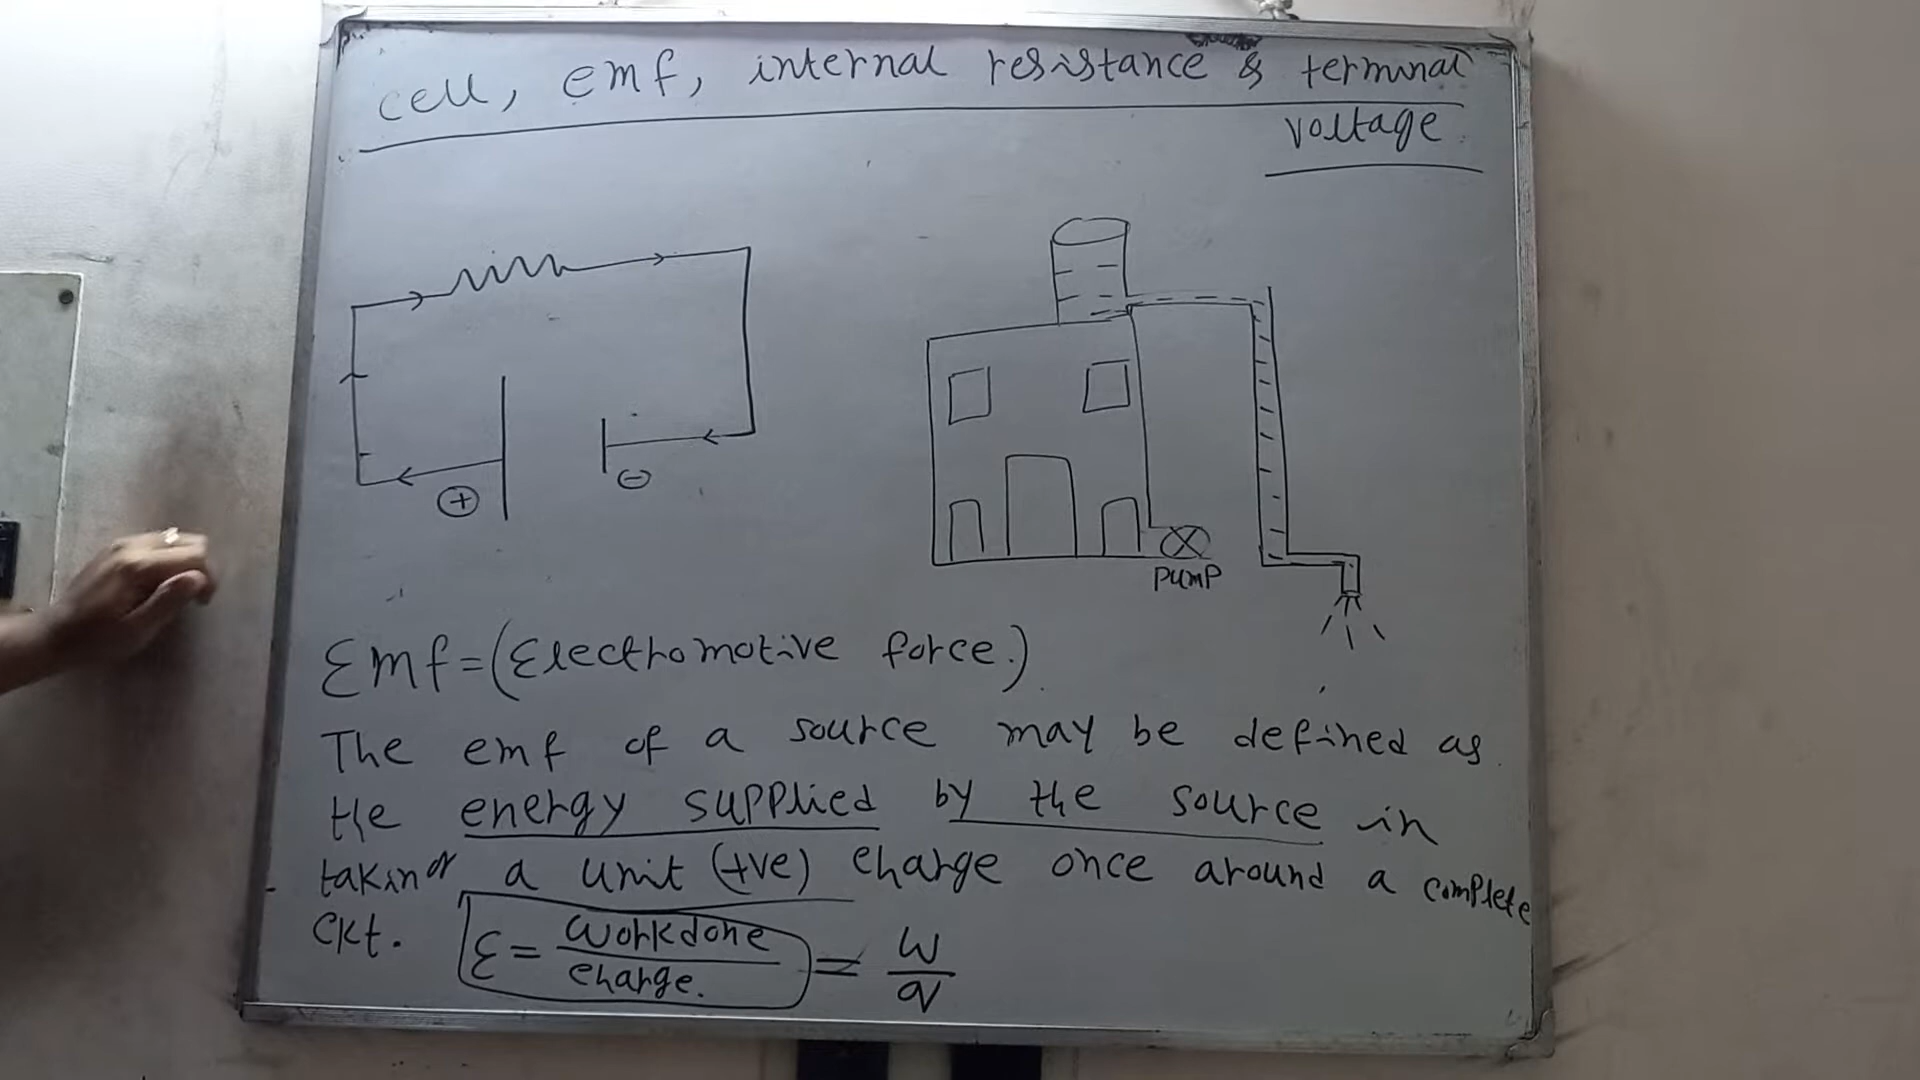 cell, emf, internal resistance & terminal
voltage
+
-
PUMP
Emf=(Electromotive force.)
The emf of a source may be defined as
the energy supplied by the source in
taking a unit (+ve) charge once around a complete
ckt. ε = workdone / charge. = W / q